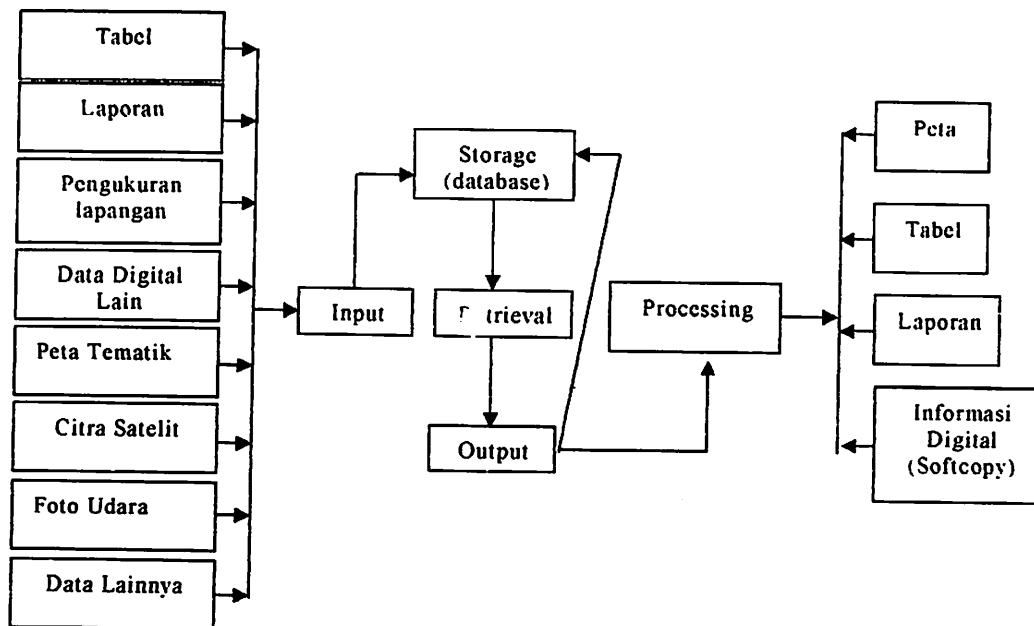 Tabel
Laporan
Pengukuran
lapangan
Data Digital
Lain
Peta Tematik
Citra Satelit
Foto Udara
Data Lainnya
Input
Storage
(database)
Retrieval
Output
Processing
Peta
Tabel
Laporan
Informasi
Digital
(Softcopy)